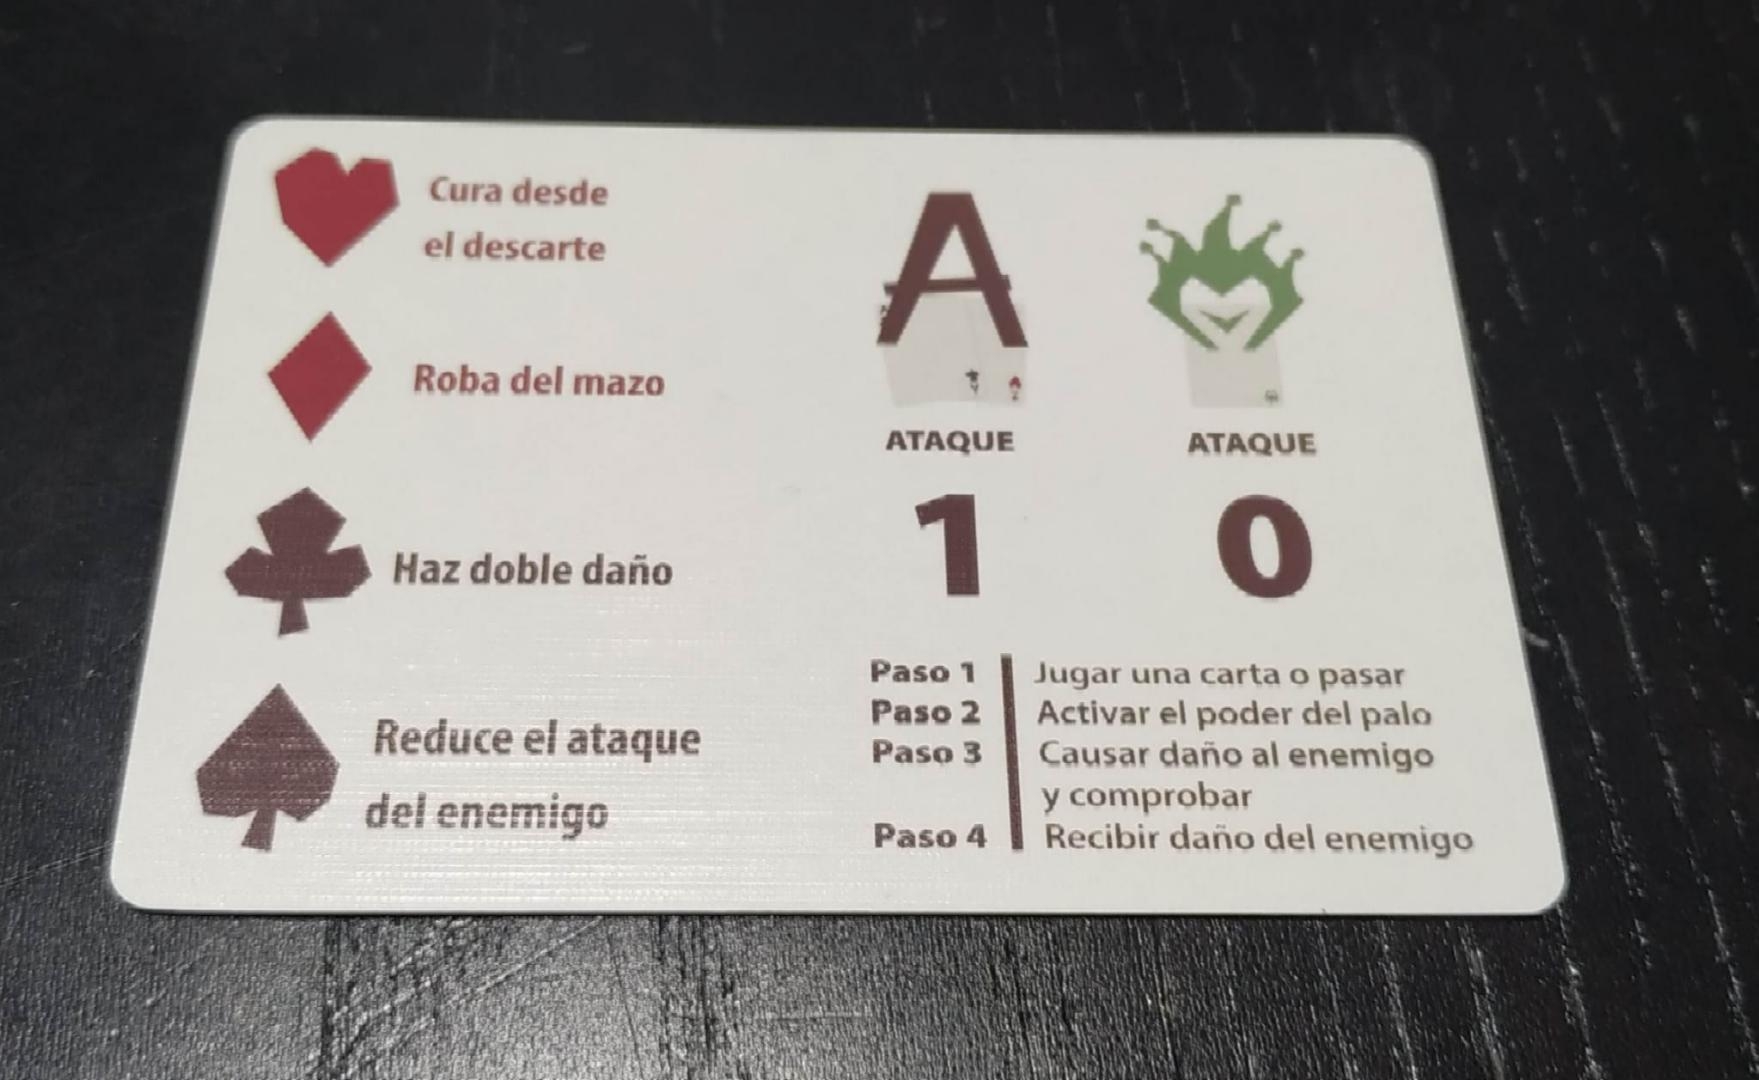 Cura desde
el descarte
Roba del mazo
Haz doble daño
Reduce el ataque
del enemigo
A
ATAQUE
ATAQUE
1
0
Paso 1 Jugar una carta o pasar
Paso 2 Activar el poder del palo
Paso 3 Causar daño al enemigo
y comprobar
Paso 4 Recibir daño del enemigo